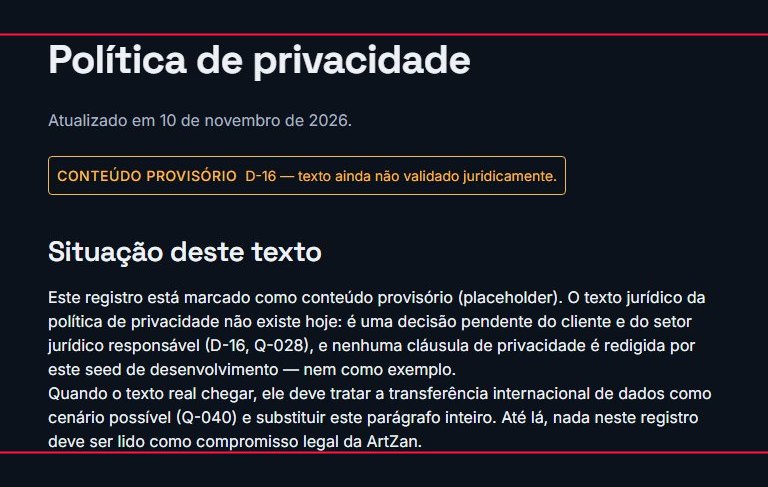 Política de privacidade
Atualizado em 10 de novembro de 2026.
CONTEÚDO PROVISÓRIO D-16 — texto ainda não validado juridicamente.
Situação deste texto
Este registro está marcado como conteúdo provisório (placeholder). O texto jurídico da
política de privacidade não existe hoje: é uma decisão pendente do cliente e do setor
jurídico responsável (D-16, Q-028), e nenhuma cláusula de privacidade é redigida por
este seed de desenvolvimento — nem como exemplo.
Quando o texto real chegar, ele deve tratar a transferência internacional de dados como
cenário possível (Q-040) e substituir este parágrafo inteiro. Até lá, nada neste registro
deve ser lido como compromisso legal da ArtZan.